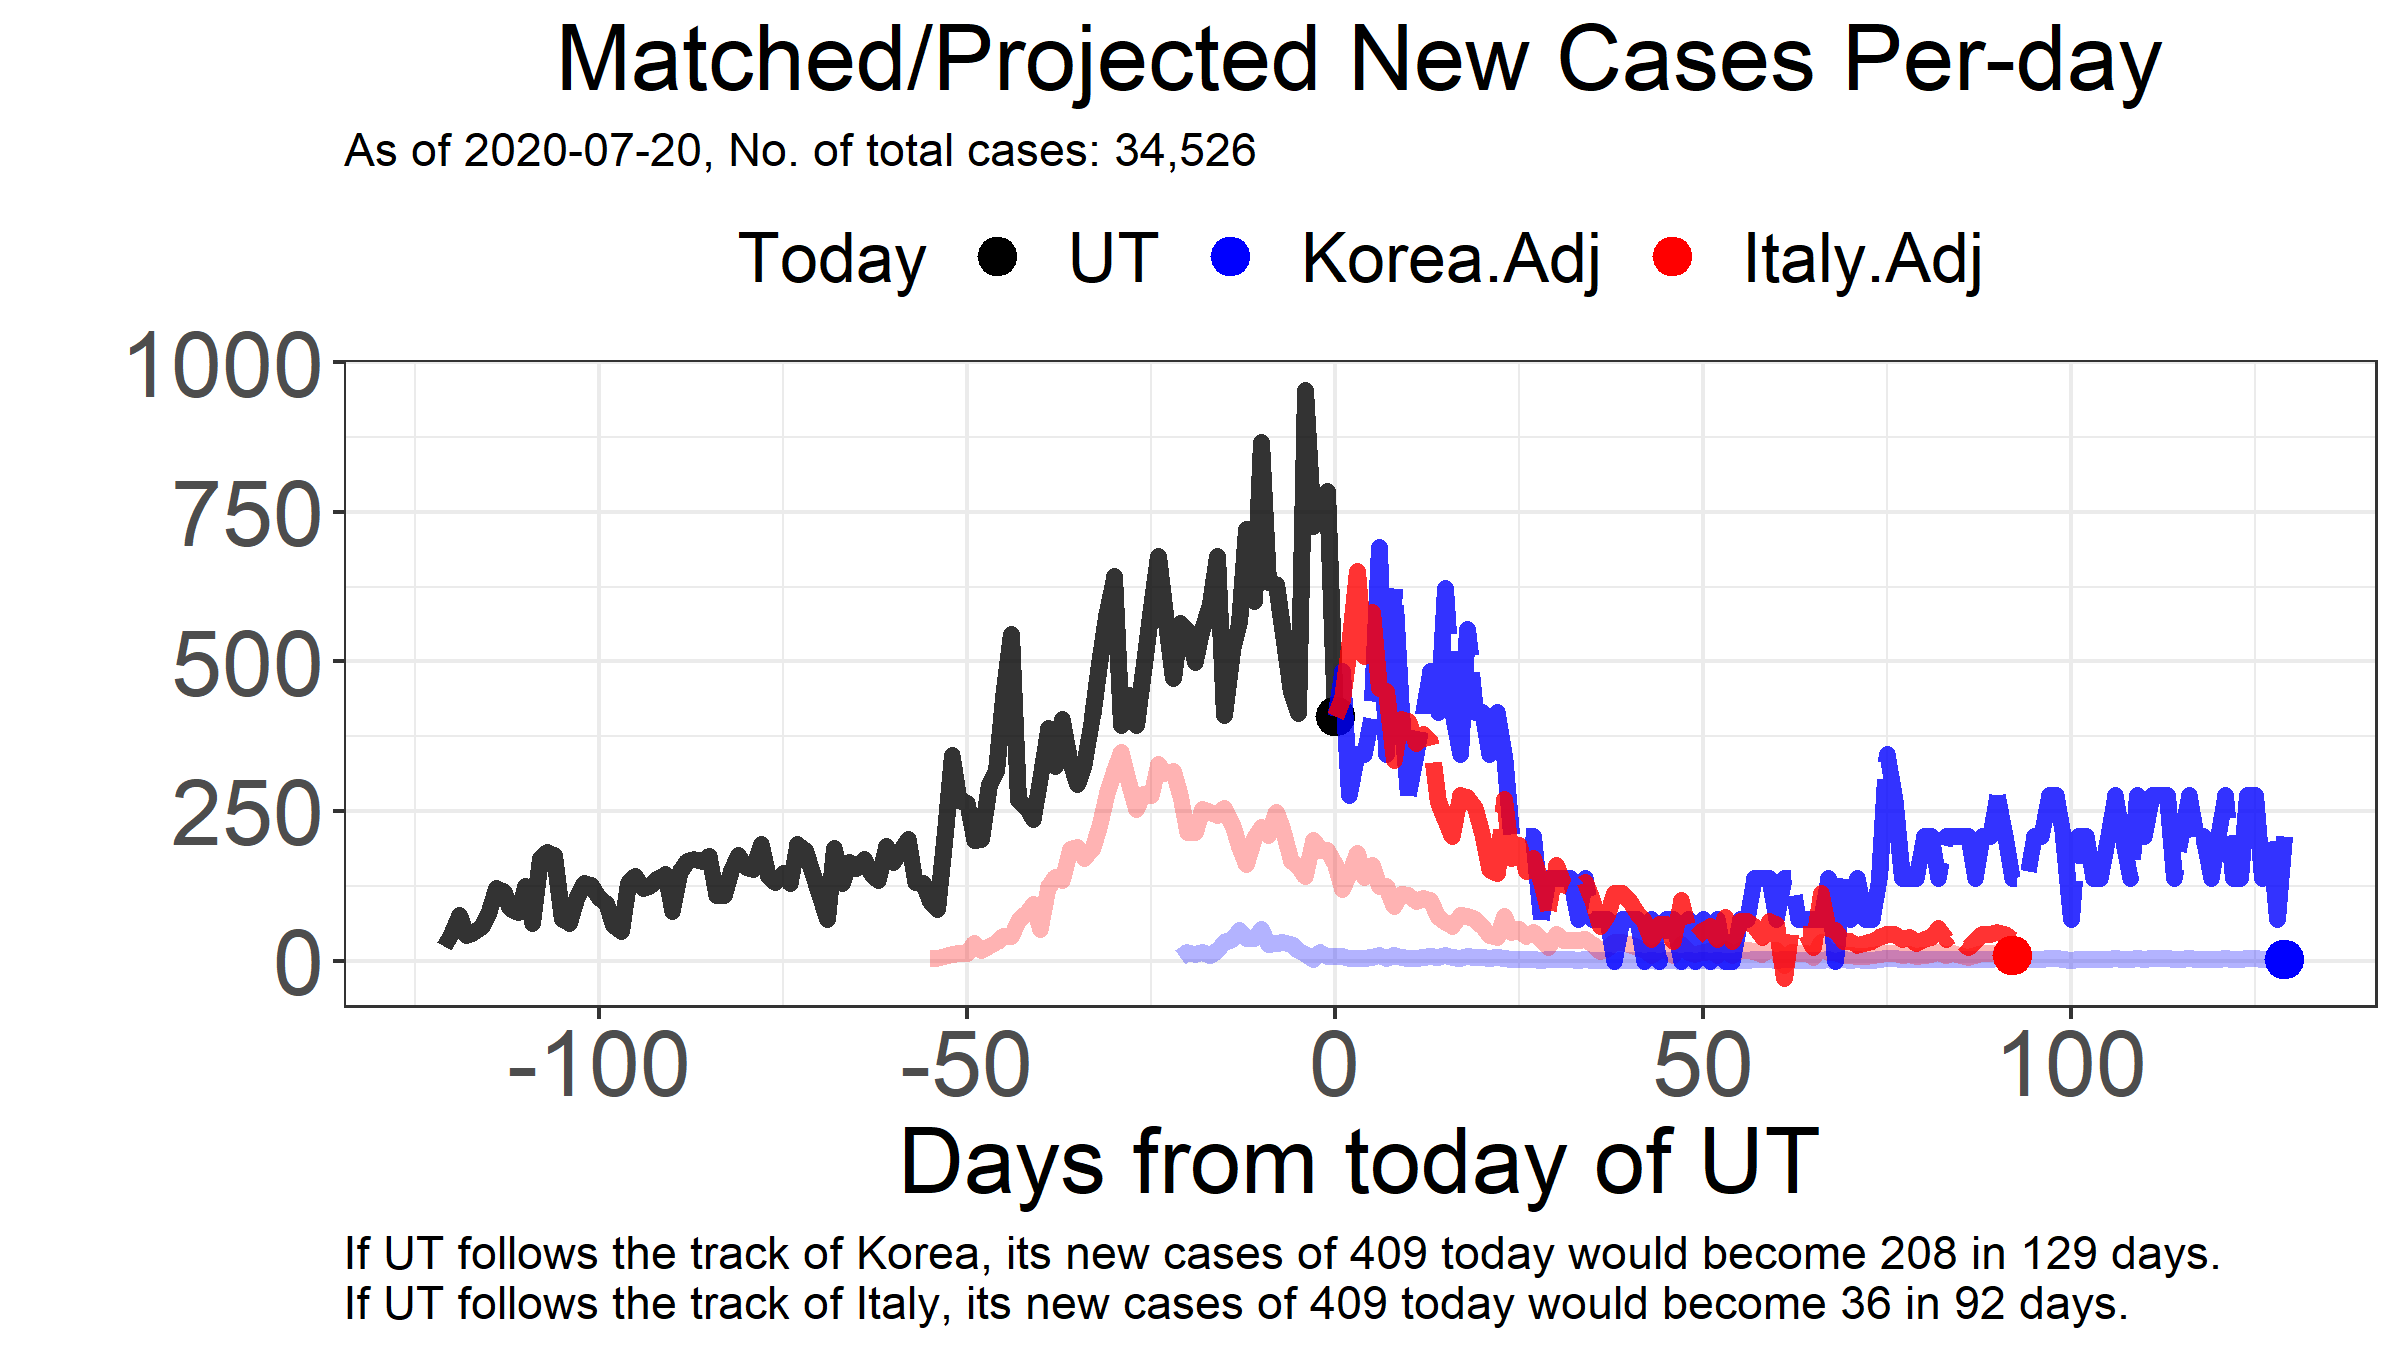 Matched/Projected New Cases Per-day
As of 2020-07-20, No. of total cases: 34,526
Today UT Korea.Adj Italy.Adj
1000
750
500
250
0
-100 -50 0 50 100
Days from today of UT
If UT follows the track of Korea, its new cases of 409 today would become 208 in 129 days.
If UT follows the track of Italy, its new cases of 409 today would become 36 in 92 days.